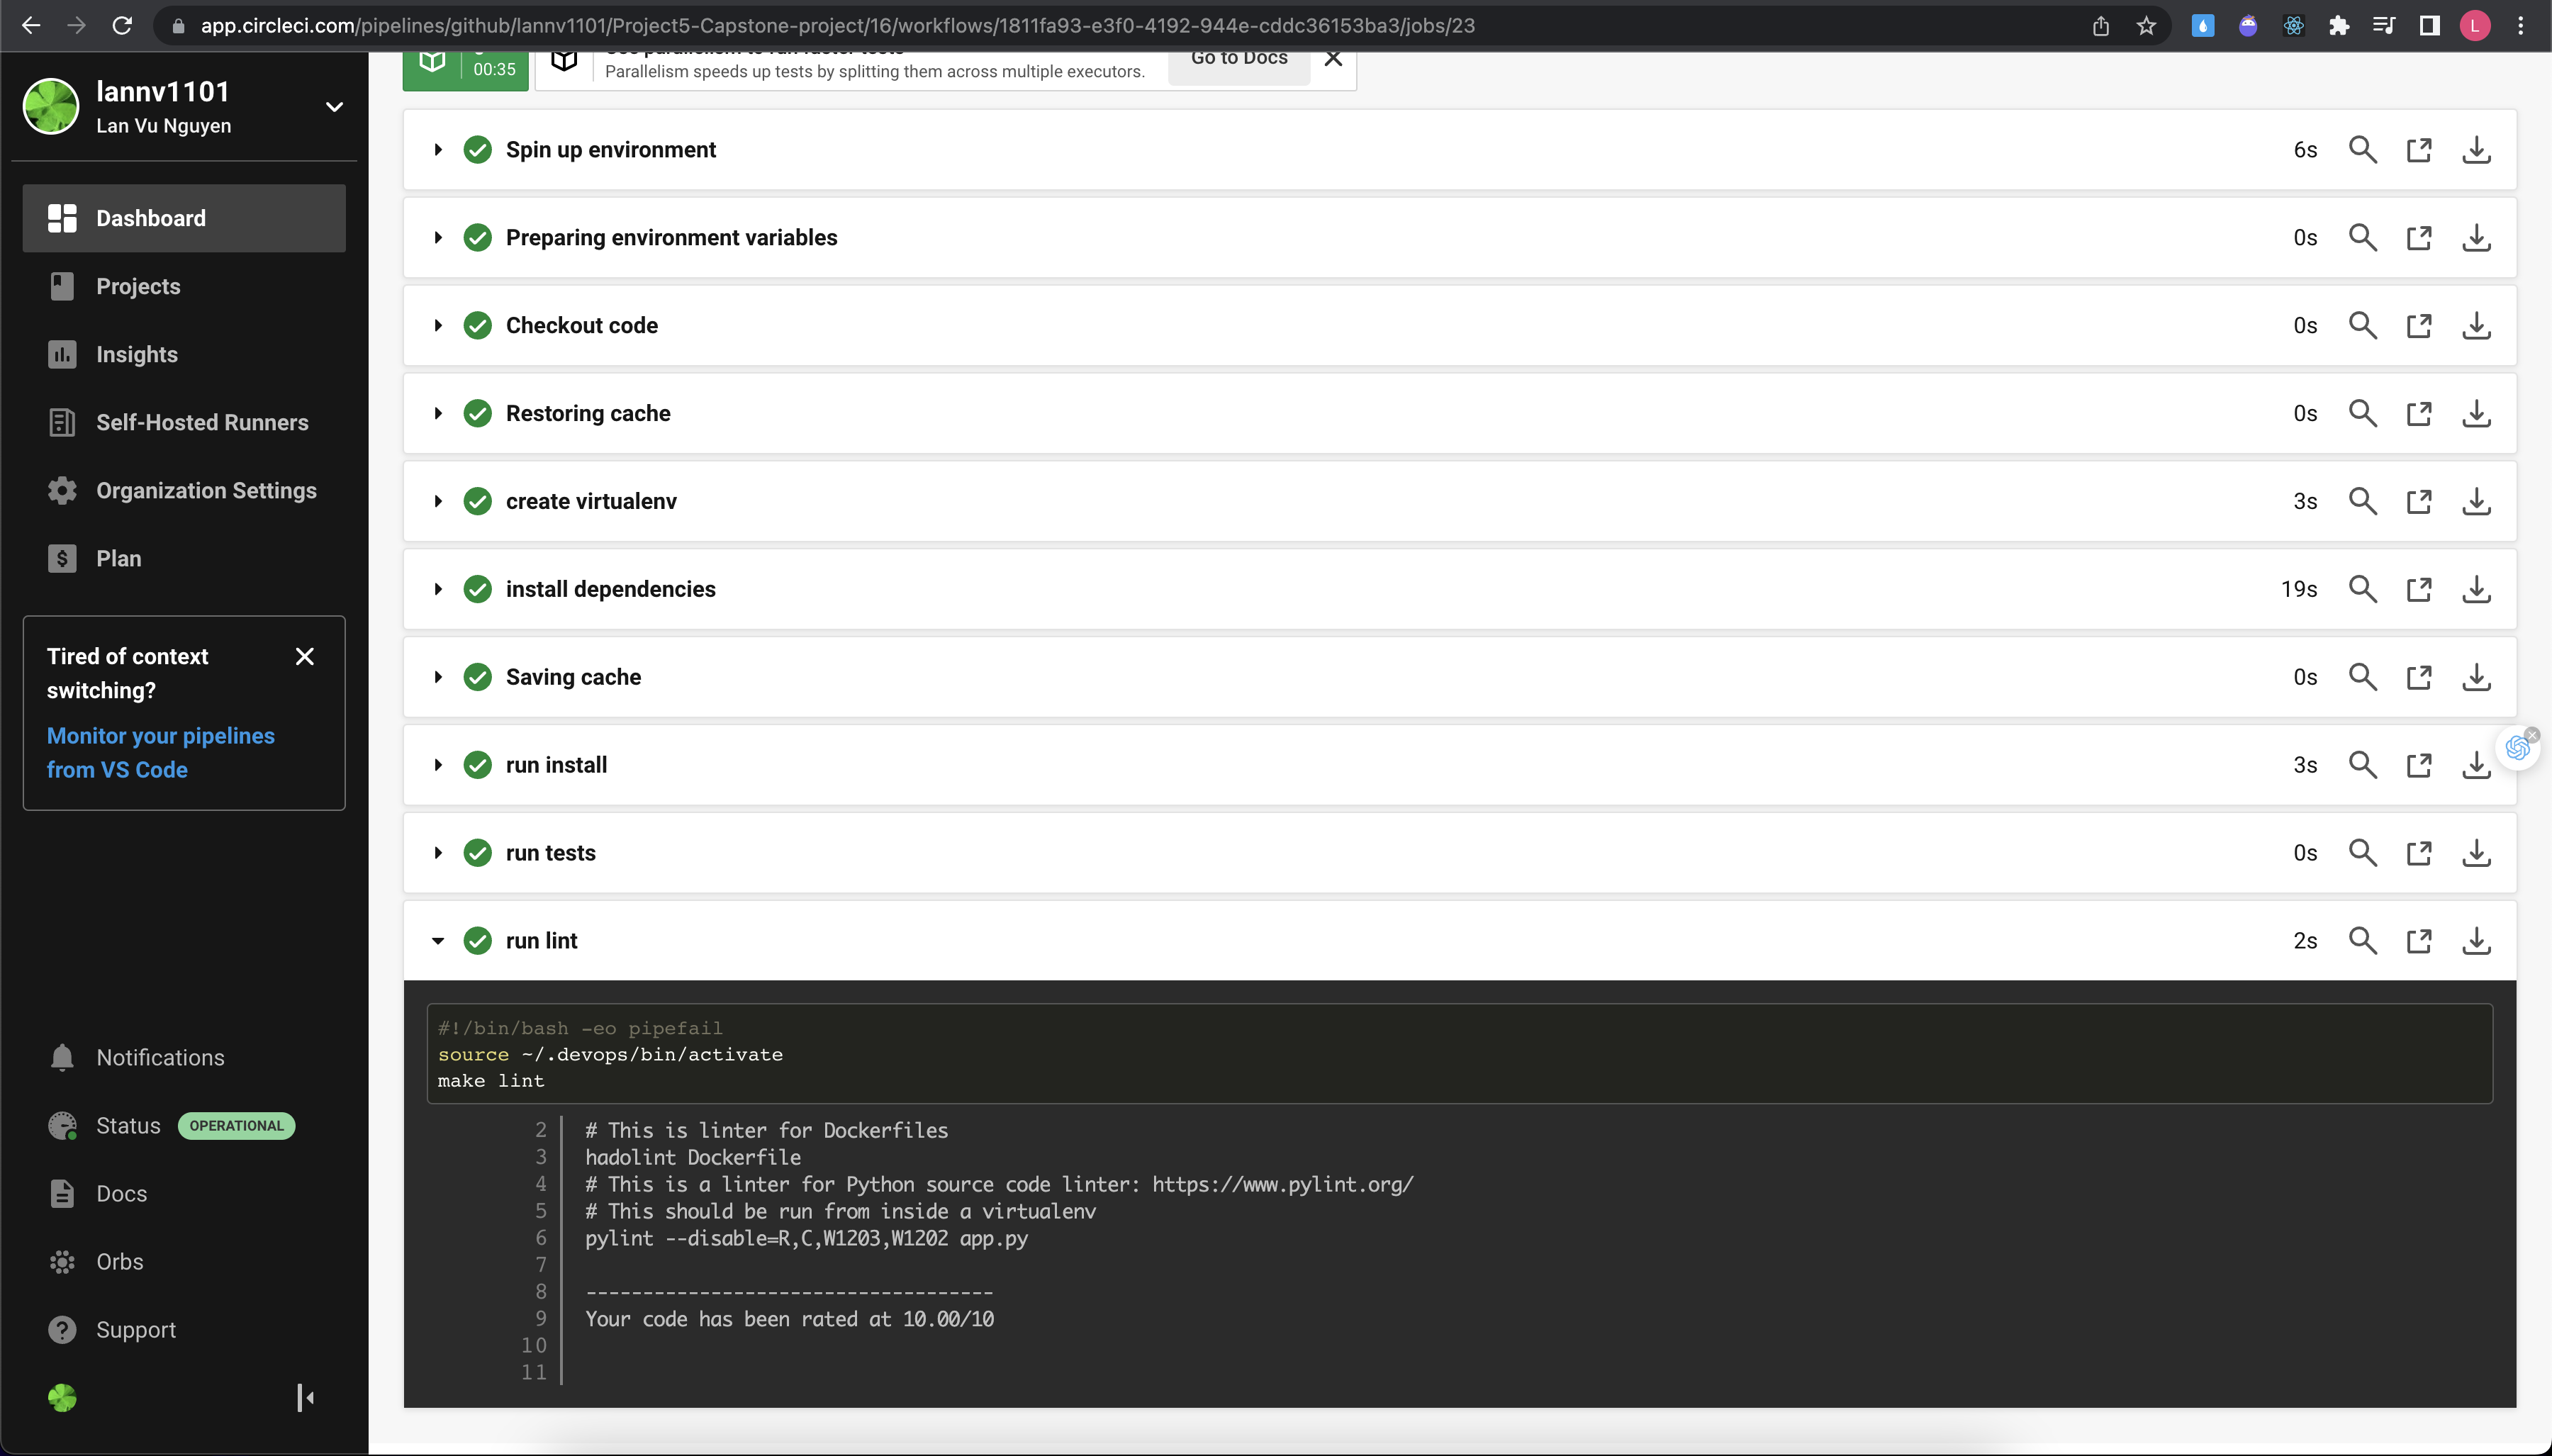 app.circleci.com/pipelines/github/lannv1101/Project5-Capstone-project/16/workflows/1811fa93-e3f0-4192-944e-cddc36153ba3/jobs/23
L
lannv1101
Lan Vu Nguyen
Dashboard
Projects
Insights
Self-Hosted Runners
Organization Settings
Plan
Tired of context
switching?
Monitor your pipelines
from VS Code
Notifications
Status OPERATIONAL
Docs
Orbs
Support
00:35
Use parallelism to run faster tests
Parallelism speeds up tests by splitting them across multiple executors.
Go to Docs
Spin up environment 6s
Preparing environment variables 0s
Checkout code 0s
Restoring cache 0s
create virtualenv 3s
install dependencies 19s
Saving cache 0s
run install 3s
run tests 0s
run lint 2s
#!/bin/bash -eo pipefail
source ~/.devops/bin/activate
make lint
2 # This is linter for Dockerfiles
3 hadolint Dockerfile
4 # This is a linter for Python source code linter: https://www.pylint.org/
5 # This should be run from inside a virtualenv
6 pylint --disable=R,C,W1203,W1202 app.py
7
8 ------------------------------------
9 Your code has been rated at 10.00/10
10
11